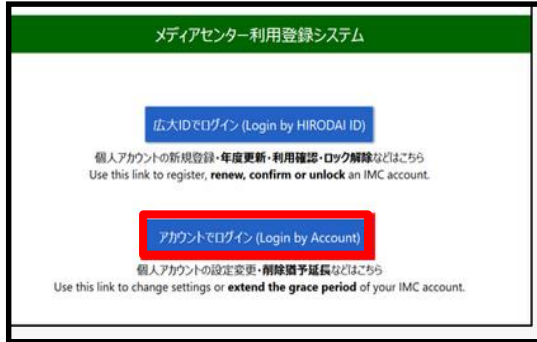 メディアセンター利用登録システム
広大IDでログイン (Login by HIRODAI ID)
個人アカウントの新規登録・年度更新・利用確認・ロック解除などはこちら
Use this link to register, renew, confirm or unlock an IMC account.
アカウントでログイン (Login by Account)
個人アカウントの設定変更・削除猶予延長などはこちら
Use this link to change settings or extend the grace period of your IMC account.